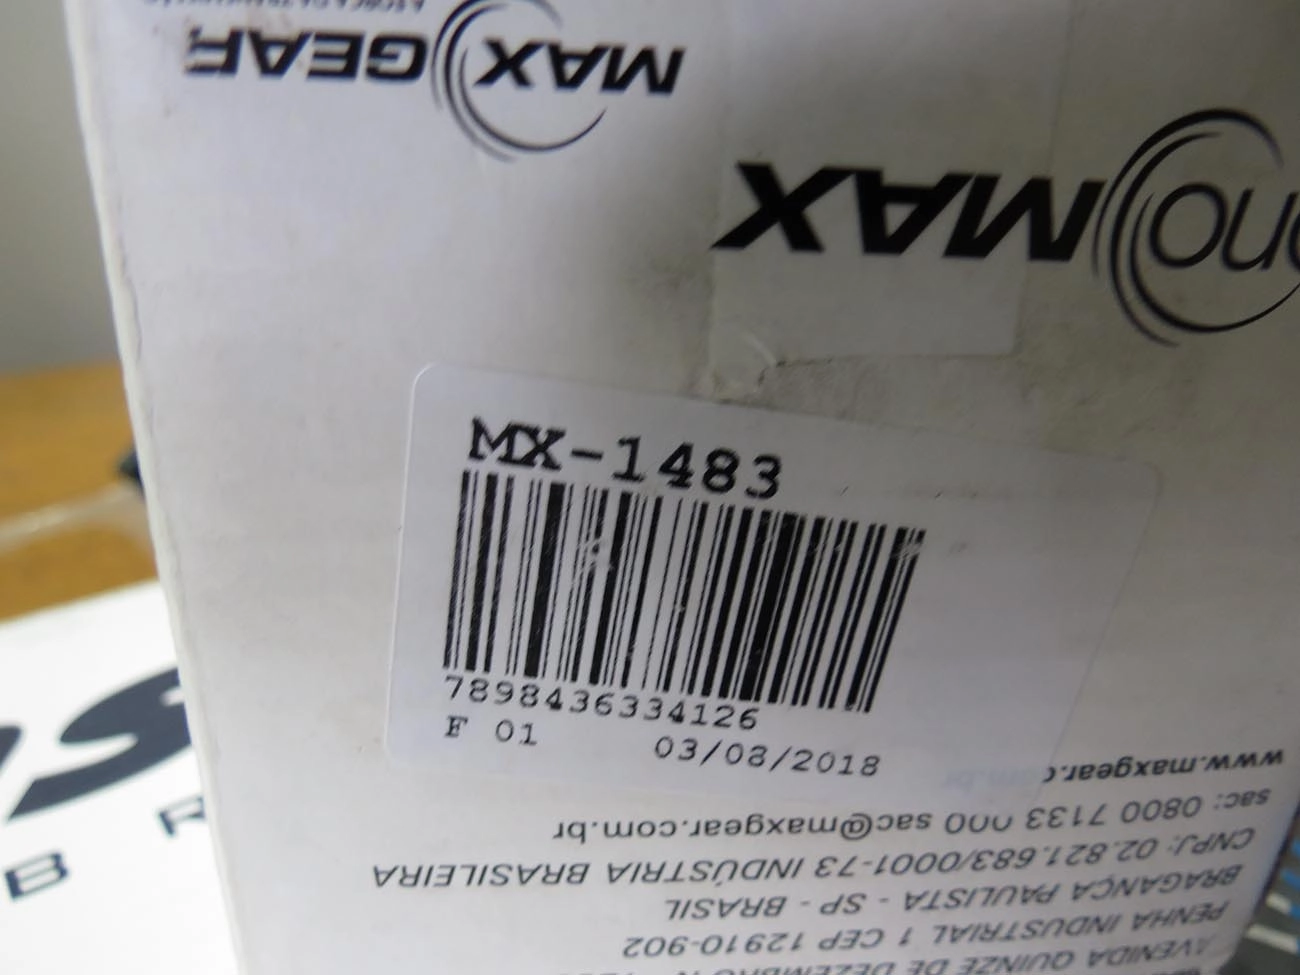 MAX GEAR
MAX
MX-1483
7898436334126
F 01 03/08/2018
www.maxgear.com.br
sac: 0800 7133 000 sac@maxgear.com.br
CNPJ: 02.821.683/0001-73 INDÚSTRIA BRASILEIRA
BRAGANÇA PAULISTA - SP - BRASIL
PENHA INDUSTRIAL 1 CEP 12910-902
AVENIDA QUINZE DE DEZEMBRO N